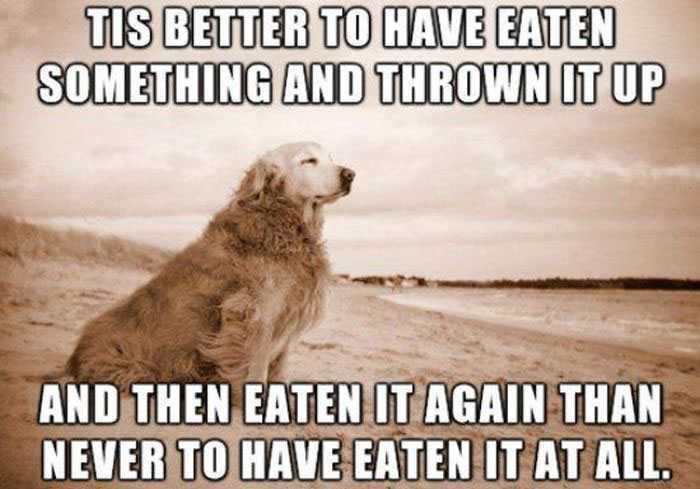 TIS BETTER TO HAVE EATEN
SOMETHING AND THROWN IT UP
AND THEN EATEN IT AGAIN THAN
NEVER TO HAVE EATEN IT AT ALL.